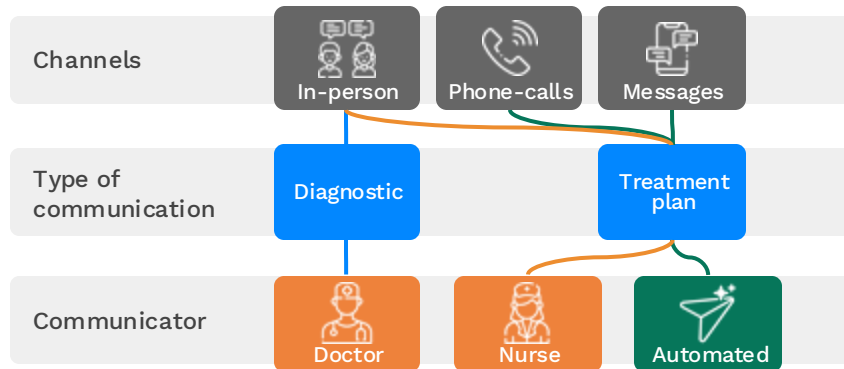 Channels
In-person
Phone-calls
Messages
Type of
communication
Diagnostic
Treatment
plan
Communicator
Doctor
Nurse
Automated